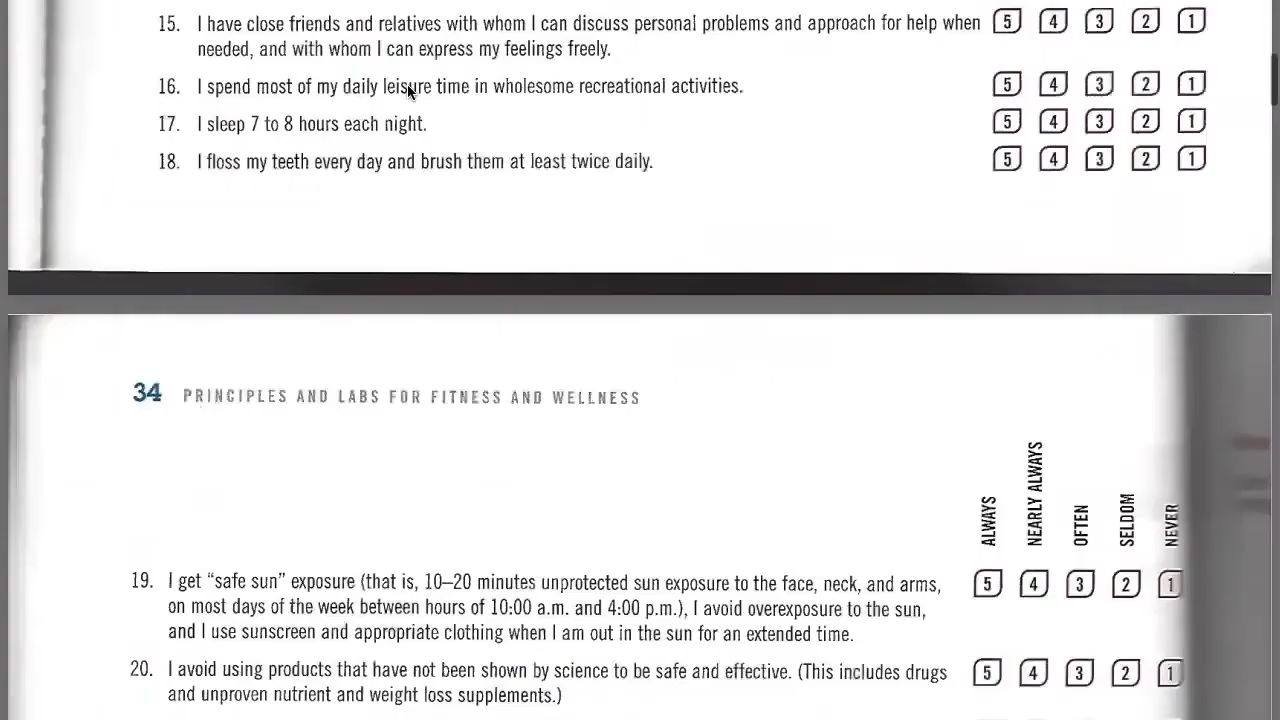 15. I have close friends and relatives with whom I can discuss personal problems and approach for help when 5 4 3 2 1
needed, and with whom I can express my feelings freely.
16. I spend most of my daily leisure time in wholesome recreational activities. 5 4 3 2 1
17. I sleep 7 to 8 hours each night. 5 4 3 2 1
18. I floss my teeth every day and brush them at least twice daily. 5 4 3 2 1
34 PRINCIPLES AND LABS FOR FITNESS AND WELLNESS
ALWAYS
NEARLY ALWAYS
OFTEN
SELDOM
NEVER
19. I get “safe sun” exposure (that is, 10–20 minutes unprotected sun exposure to the face, neck, and arms, 5 4 3 2 1
on most days of the week between hours of 10:00 a.m. and 4:00 p.m.), I avoid overexposure to the sun,
and I use sunscreen and appropriate clothing when I am out in the sun for an extended time.
20. I avoid using products that have not been shown by science to be safe and effective. (This includes drugs 5 4 3 2 1
and unproven nutrient and weight loss supplements.)